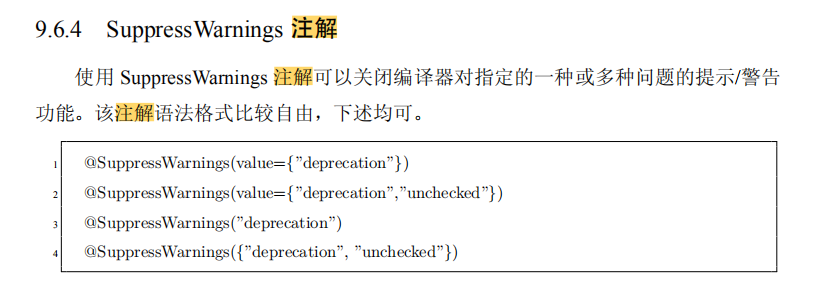 9.6.4 SuppressWarnings 注解
使用 SuppressWarnings 注解可以关闭编译器对指定的一种或多种问题的提示/警告
功能。该注解语法格式比较自由，下述均可。
1 @SuppressWarnings(value={”deprecation”})
2 @SuppressWarnings(value={”deprecation”,”unchecked”})
3 @SuppressWarnings(”deprecation”)
4 @SuppressWarnings({”deprecation”, ”unchecked”})